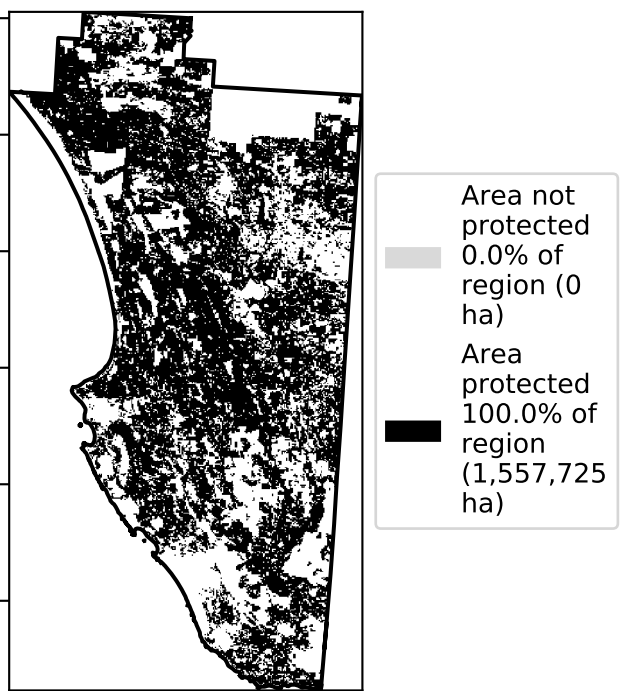 Area not
protected
0.0% of
region (0
ha)
Area
protected
100.0% of
region
(1,557,725
ha)